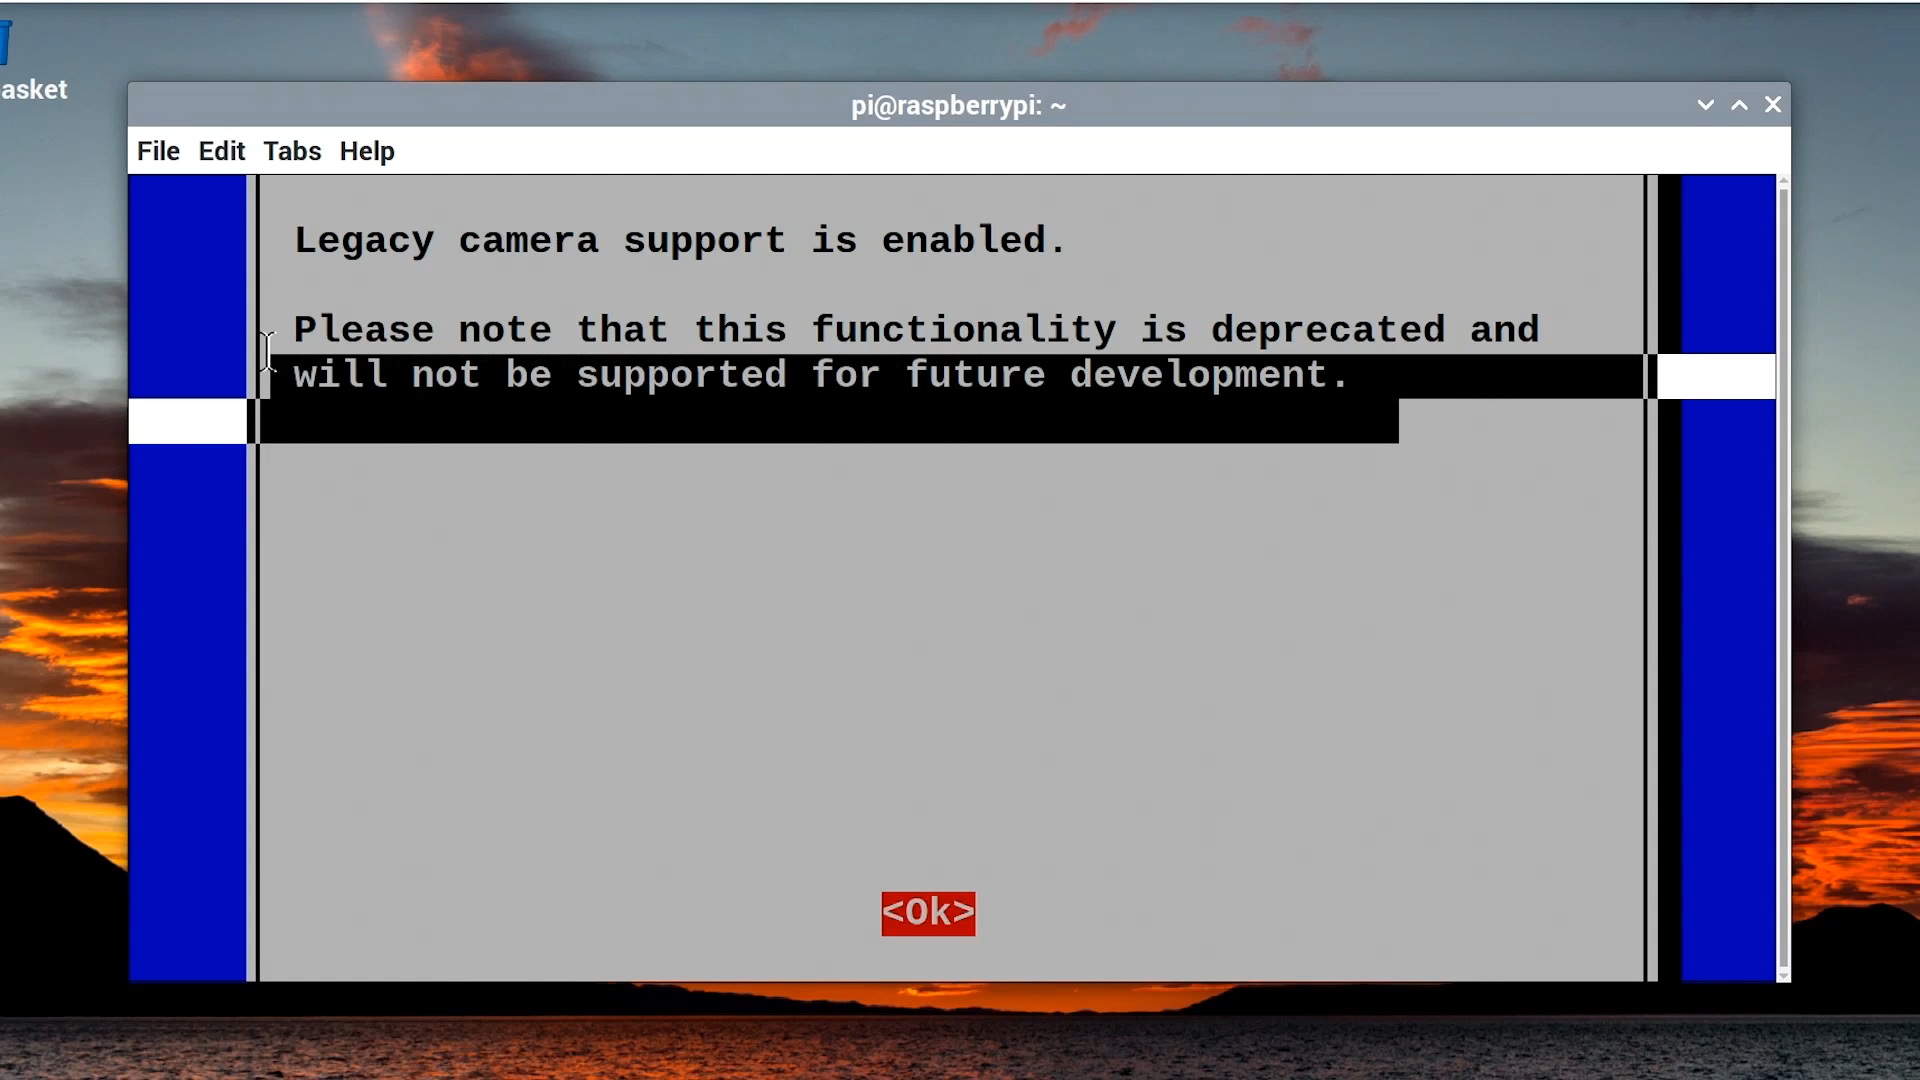 asket
pi@raspberrypi: ~
File Edit Tabs Help
Legacy camera support is enabled.
Please note that this functionality is deprecated and
will not be supported for future development.
<Ok>